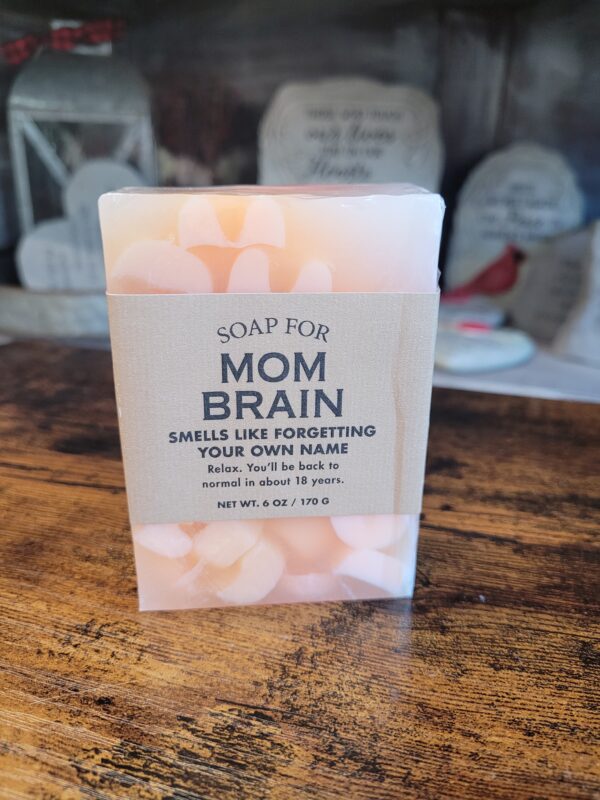 SOAP FOR
MOM
BRAIN
SMELLS LIKE FORGETTING
YOUR OWN NAME
Relax. You'll be back to
normal in about 18 years.
NET WT. 6 OZ / 170 G